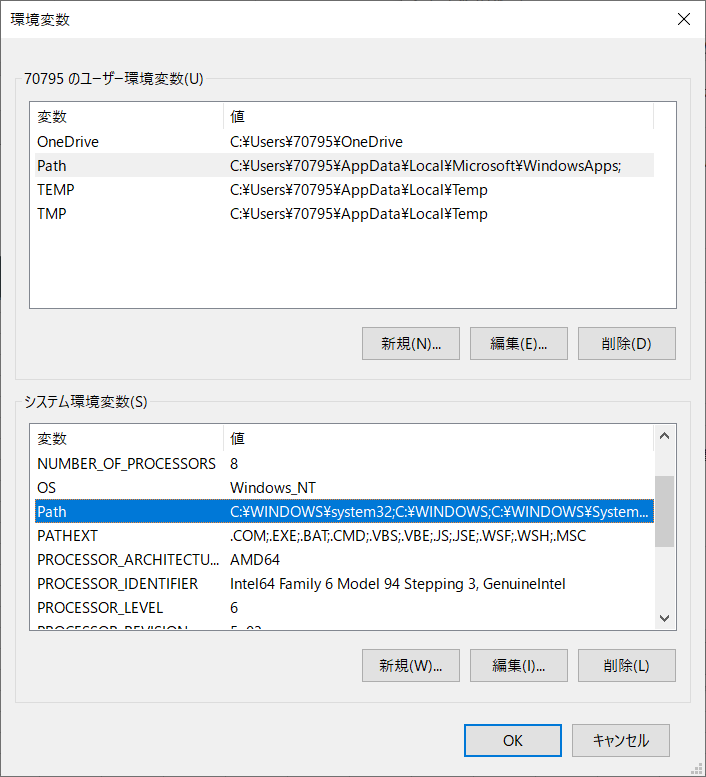 環境変数
70795 のユーザー環境変数(U)
変数 値
OneDrive C:¥Users¥70795¥OneDrive
Path C:¥Users¥70795¥AppData¥Local¥Microsoft¥WindowsApps;
TEMP C:¥Users¥70795¥AppData¥Local¥Temp
TMP C:¥Users¥70795¥AppData¥Local¥Temp
新規(N)... 編集(E)... 削除(D)
システム環境変数(S)
変数 値
NUMBER_OF_PROCESSORS 8
OS Windows_NT
Path C:¥WINDOWS¥system32;C:¥WINDOWS;C:¥WINDOWS¥System...
PATHEXT .COM;.EXE;.BAT;.CMD;.VBS;.VBE;.JS;.JSE;.WSF;.WSH;.MSC
PROCESSOR_ARCHITECTU... AMD64
PROCESSOR_IDENTIFIER Intel64 Family 6 Model 94 Stepping 3, GenuineIntel
PROCESSOR_LEVEL 6
新規(W)... 編集(I)... 削除(L)
OK キャンセル